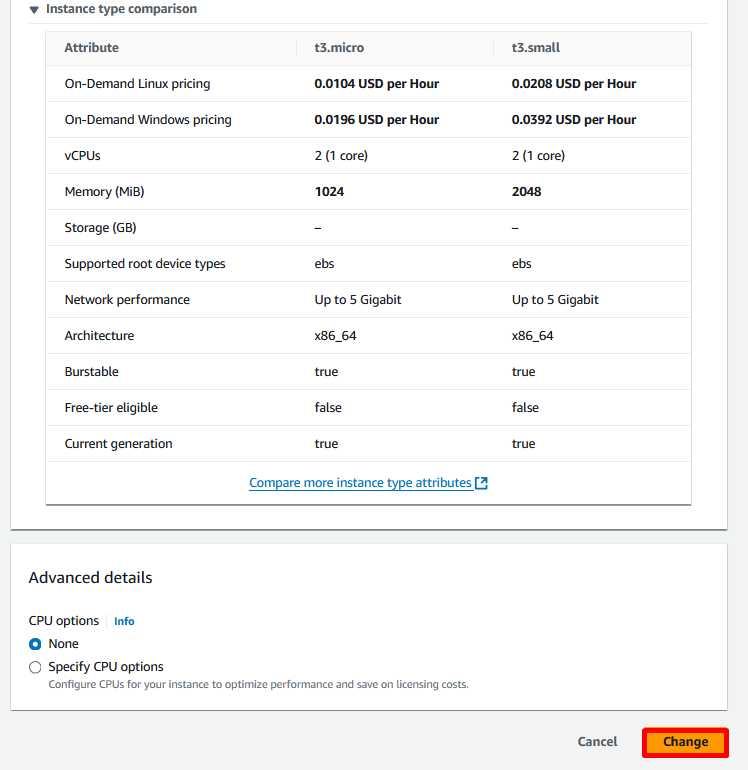 Instance type comparison
Attribute t3.micro t3.small
On-Demand Linux pricing 0.0104 USD per Hour 0.0208 USD per Hour
On-Demand Windows pricing 0.0196 USD per Hour 0.0392 USD per Hour
vCPUs 2 (1 core) 2 (1 core)
Memory (MiB) 1024 2048
Storage (GB) – –
Supported root device types ebs ebs
Network performance Up to 5 Gigabit Up to 5 Gigabit
Architecture x86_64 x86_64
Burstable true true
Free-tier eligible false false
Current generation true true
Compare more instance type attributes
Advanced details
CPU options Info
None
Specify CPU options
Configure CPUs for your instance to optimize performance and save on licensing costs.
Cancel Change